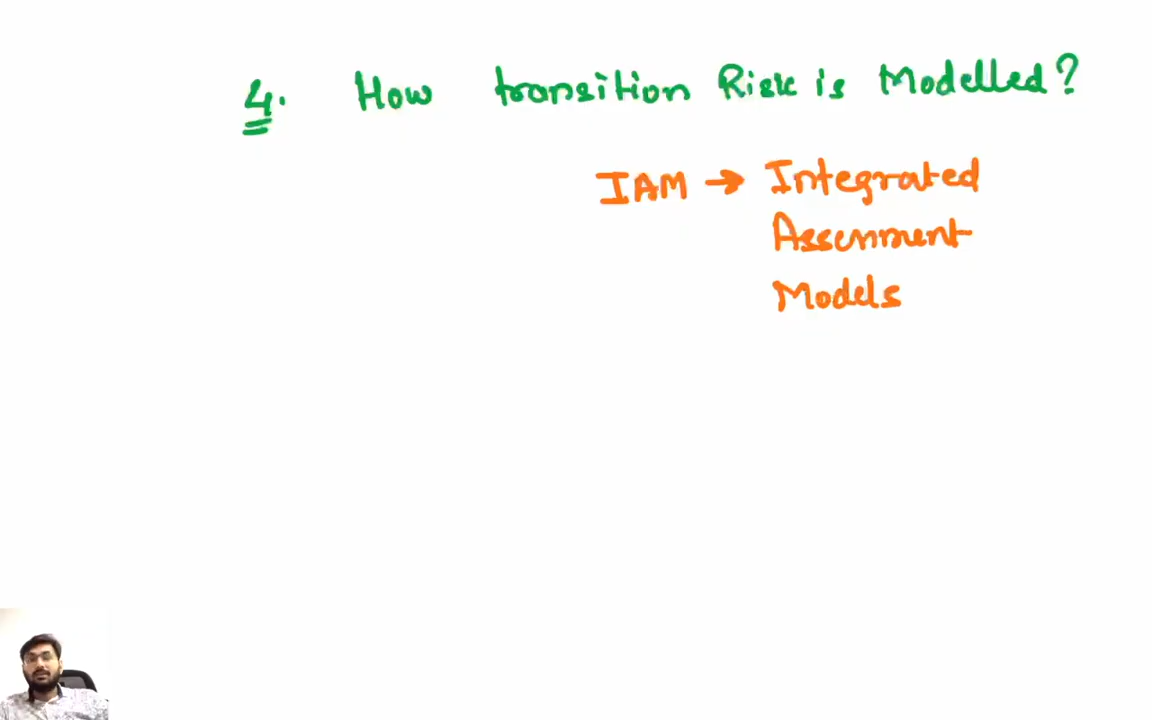 4. How transition Risk is Modelled?
IAM → Integrated
Assessment
Models